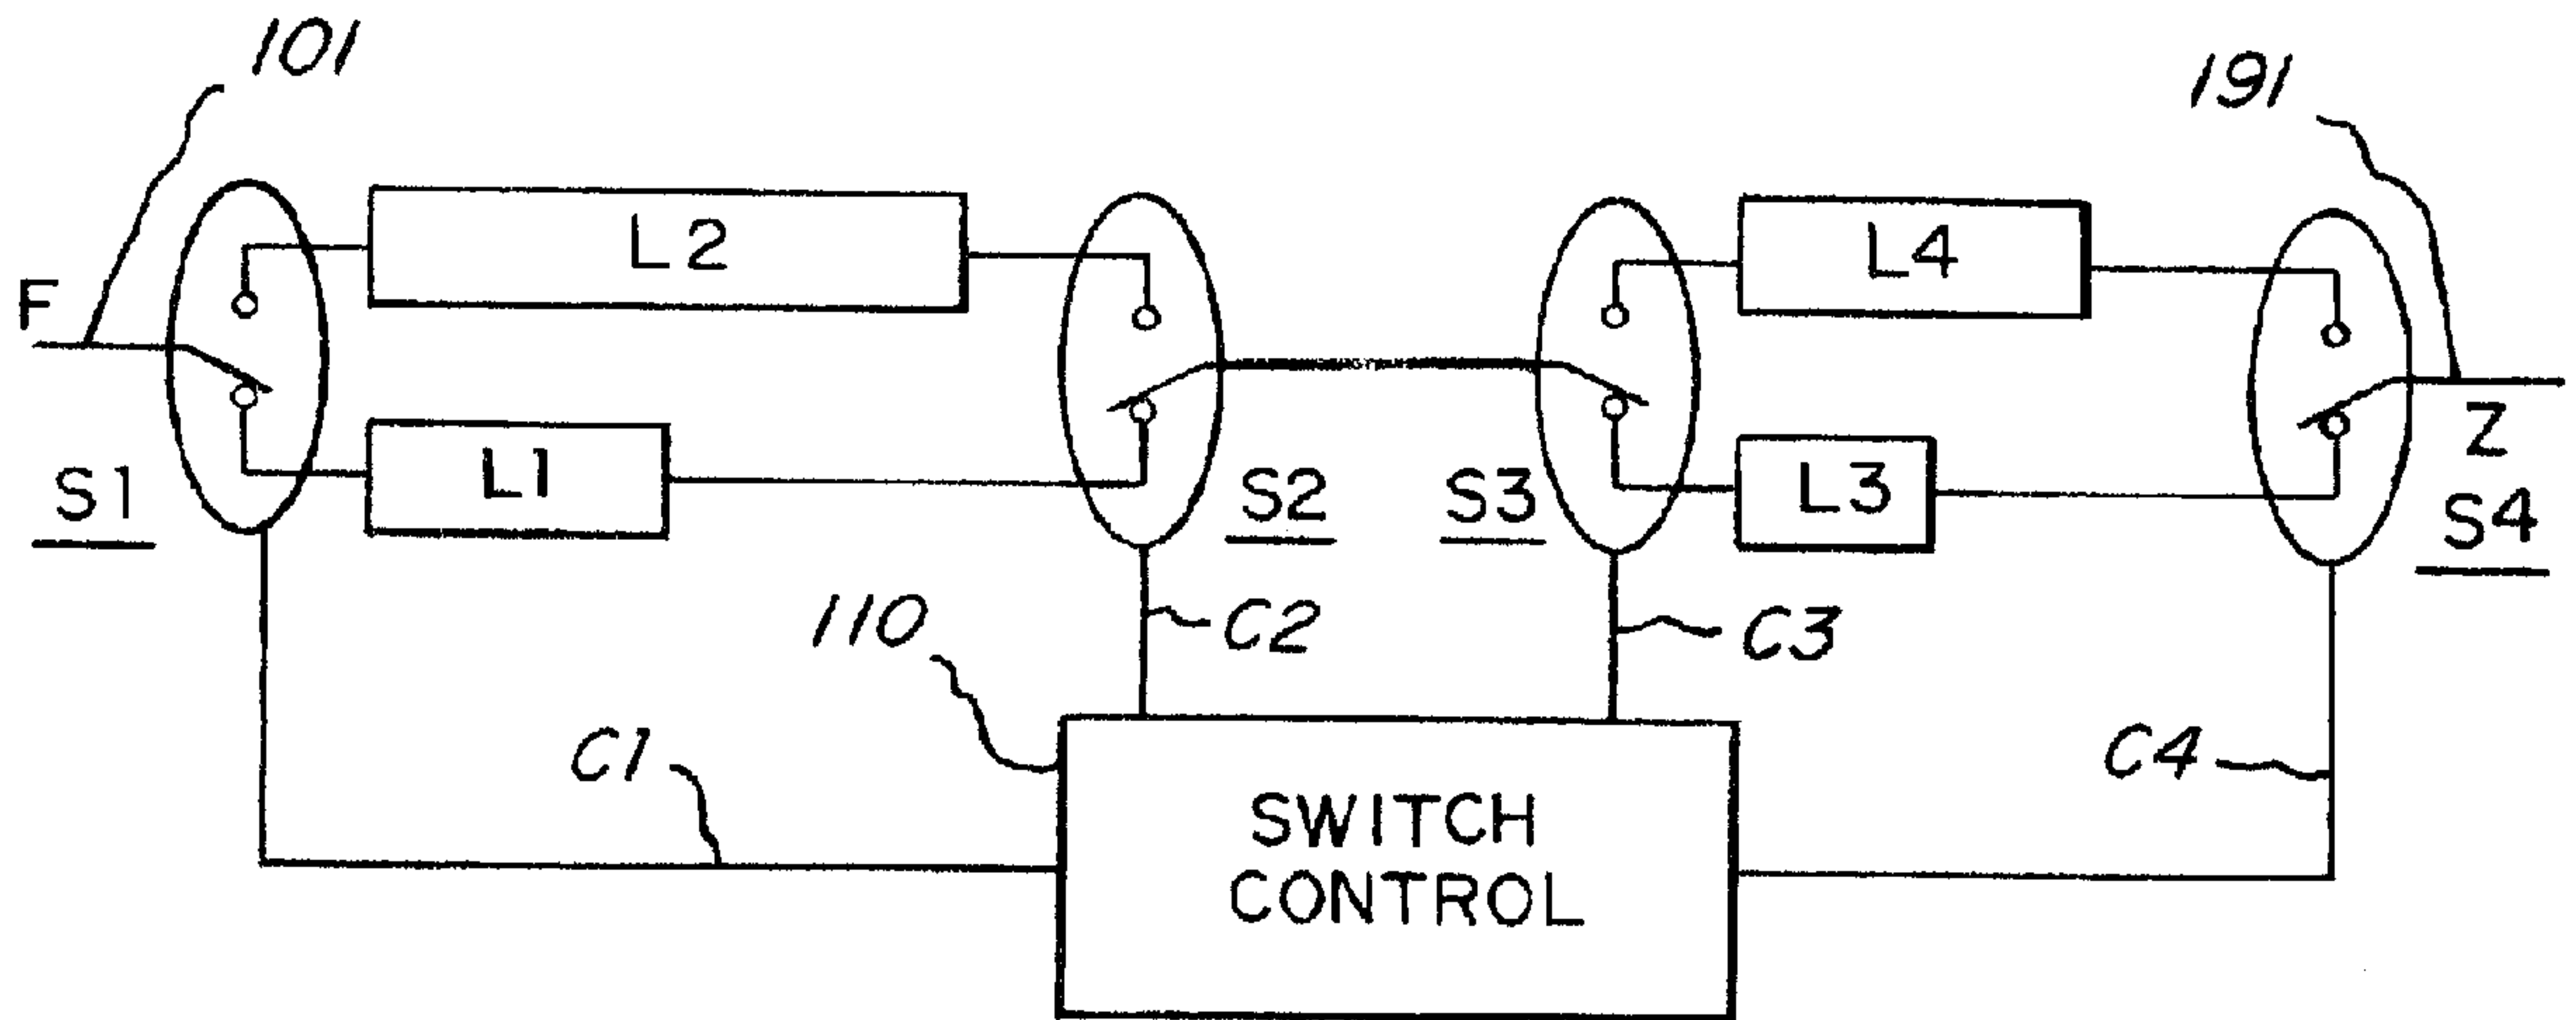 101
191
F
L2
L4
S1
L1
S2
S3
L3
Z
S4
110
C2
C3
C1
C4
SWITCH
CONTROL